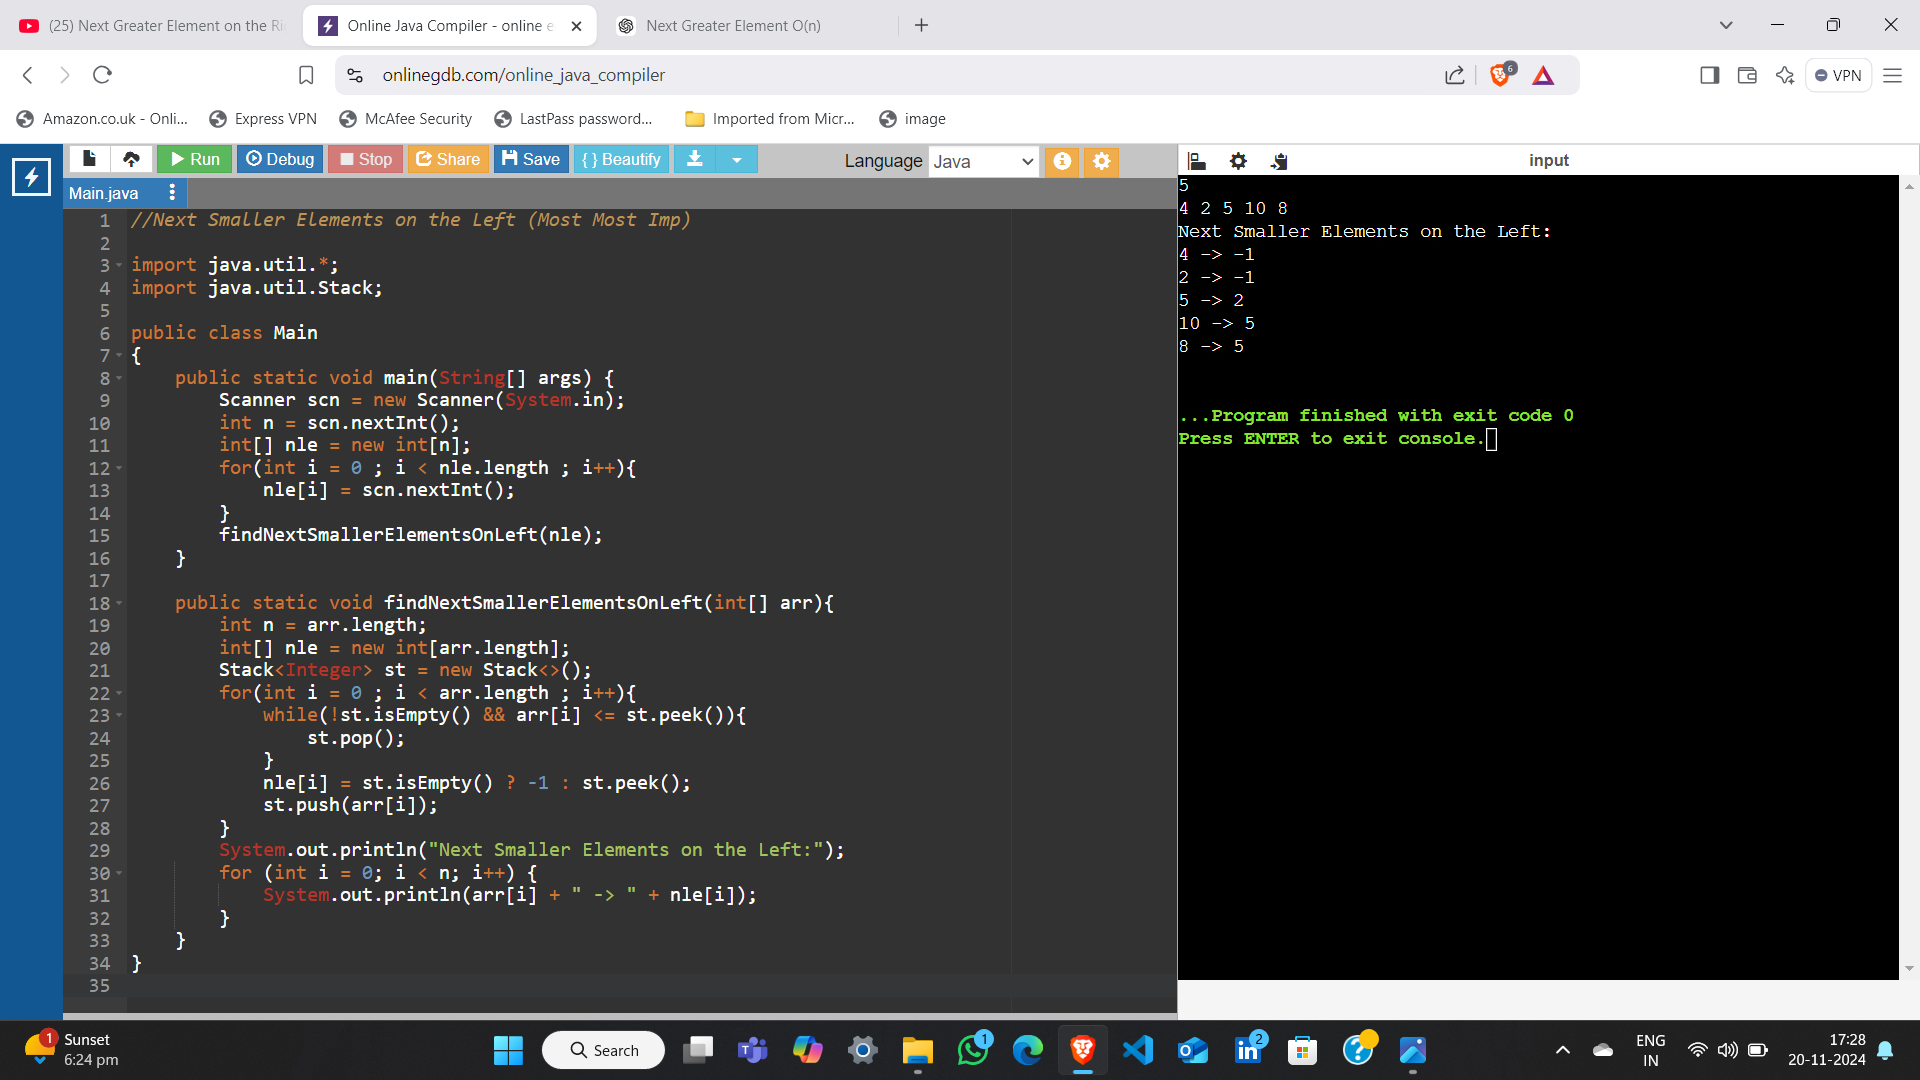 (25) Next Greater Element on the Ri
Online Java Compiler - online e
Next Greater Element O(n)
onlinegdb.com/online_java_compiler
6
VPN
Amazon.co.uk - Onli...
Express VPN
McAfee Security
LastPass password...
Imported from Micr...
image
Run
Debug
Stop
Share
Save
{ } Beautify
Language
Java
input
Main.java
1 //Next Smaller Elements on the Left (Most Most Imp)
2
3 import java.util.*;
4 import java.util.Stack;
5
6 public class Main
7 {
8     public static void main(String[] args) {
9         Scanner scn = new Scanner(System.in);
10         int n = scn.nextInt();
11         int[] nle = new int[n];
12         for(int i = 0 ; i < nle.length ; i++){
13             nle[i] = scn.nextInt();
14         }
15         findNextSmallerElementsOnLeft(nle);
16     }
17
18     public static void findNextSmallerElementsOnLeft(int[] arr){
19         int n = arr.length;
20         int[] nle = new int[arr.length];
21         Stack<Integer> st = new Stack<>();
22         for(int i = 0 ; i < arr.length ; i++){
23             while(!st.isEmpty() && arr[i] <= st.peek()){
24                 st.pop();
25             }
26             nle[i] = st.isEmpty() ? -1 : st.peek();
27             st.push(arr[i]);
28         }
29         System.out.println("Next Smaller Elements on the Left:");
30         for (int i = 0; i < n; i++) {
31             System.out.println(arr[i] + " -> " + nle[i]);
32         }
33     }
34 }
35
5
4 2 5 10 8
Next Smaller Elements on the Left:
4 -> -1
2 -> -1
5 -> 2
10 -> 5
8 -> 5
...Program finished with exit code 0
Press ENTER to exit console.
1
Sunset
6:24 pm
Search
1
2
ENG
IN
17:28
20-11-2024